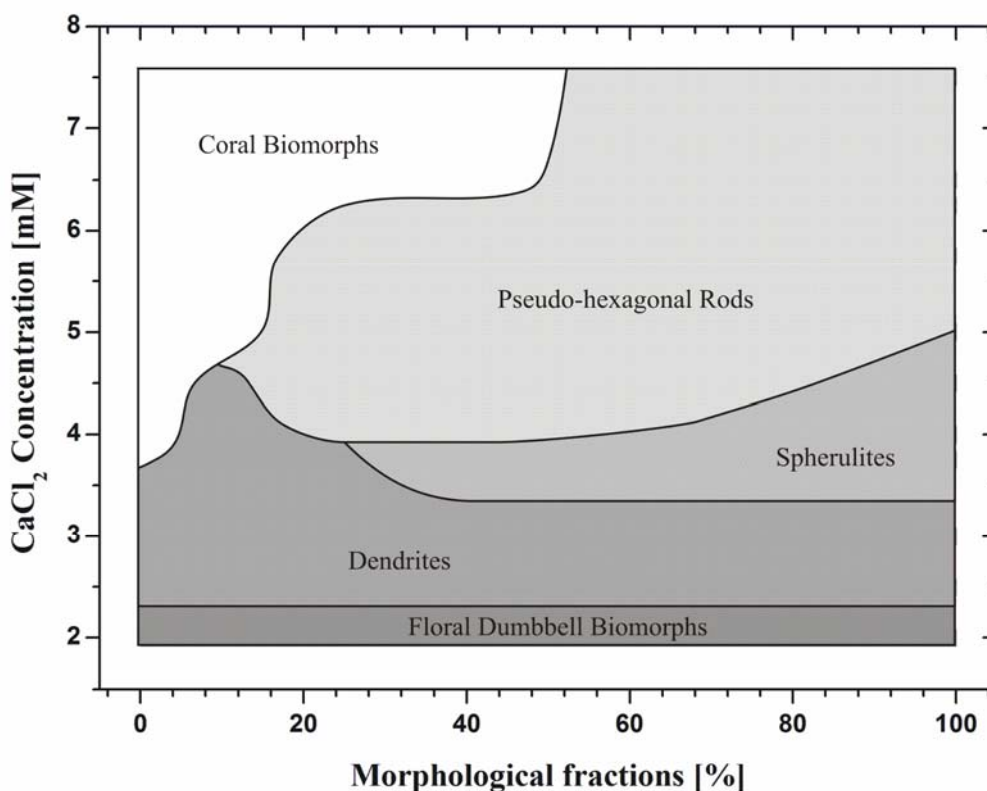 8
7
6
5
4
3
2
CaCl₂ Concentration [mM]
Coral Biomorphs
Pseudo-hexagonal Rods
Spherulites
Dendrites
Floral Dumbbell Biomorphs
0 20 40 60 80 100
Morphological fractions [%]